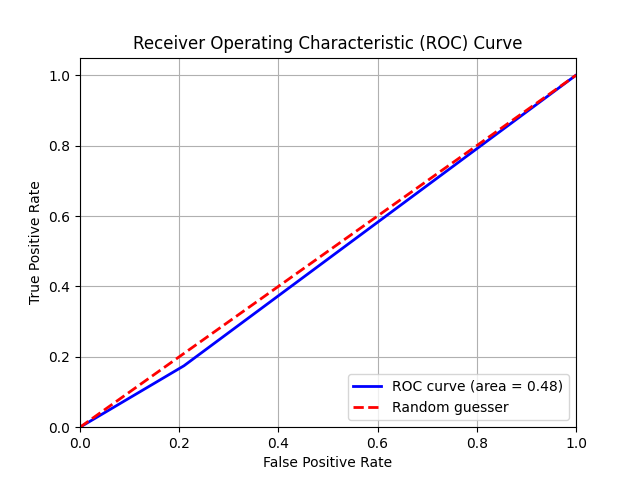 Receiver Operating Characteristic (ROC) Curve
True Positive Rate
1.0
0.8
0.6
0.4
0.2
0.0
ROC curve (area = 0.48)
Random guesser
0.0 0.2 0.4 0.6 0.8 1.0
False Positive Rate